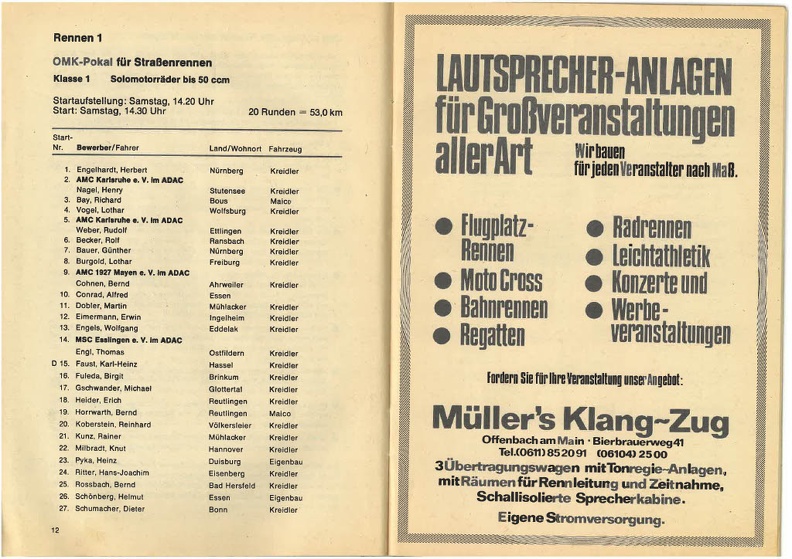 Rennen 1
OMK-Pokal für Straßenrennen
Klasse 1 Solomotorräder bis 50 ccm
Startaufstellung: Samstag, 14.20 Uhr
Start: Samstag, 14.30 Uhr 20 Runden = 53,0 km
Start-
Nr. Bewerber/Fahrer Land/Wohnort Fahrzeug
1. Engelhardt, Herbert Nürnberg Kreidler
2. AMC Karlsruhe e. V. im ADAC
Nagel, Henry Stutensee Kreidler
3. Bay, Richard Bous Maico
4. Vogel, Lothar Wolfsburg Kreidler
5. AMC Karlsruhe e. V. im ADAC
Weber, Rudolf Ettlingen Kreidler
6. Becker, Rolf Ransbach Kreidler
7. Bauer, Günther Nürnberg Kreidler
8. Burgold, Lothar Freiburg Kreidler
9. AMC 1927 Mayen e. V. im ADAC
Cohnen, Bernd Ahrweiler Kreidler
10. Conrad, Alfred Essen
11. Dobler, Martin Mühlacker Kreidler
12. Eimermann, Erwin Ingelheim Kreidler
13. Engels, Wolfgang Eddelak Kreidler
14. MSC Esslingen e. V. im ADAC
Engl, Thomas Ostfildern Kreidler
D 15. Faust, Karl-Heinz Hassel Kreidler
16. Fuleda, Birgit Brinkum Kreidler
17. Gschwander, Michael Glottertal Kreidler
18. Heider, Erich Reutlingen Kreidler
19. Horrwarth, Bernd Reutlingen Maico
20. Koberstein, Reinhard Völkersleier Kreidler
21. Kunz, Rainer Mühlacker Kreidler
22. Milbradt, Knut Hannover Kreidler
23. Pyka, Heinz Duisburg Eigenbau
24. Ritter, Hans-Joachim Eisenberg Kreidler
25. Rossbach, Bernd Bad Hersfeld Kreidler
26. Schönberg, Helmut Essen Eigenbau
27. Schumacher, Dieter Bonn Kreidler
12
LAUTSPRECHER-ANLAGEN
für Großveranstaltungen
aller Art Wir bauen
für jeden Veranstalter nach Maß.
● Flugplatz-
Rennen
● Moto Cross
● Bahnrennen
● Regatten
● Radrennen
● Leichtathletik
● Konzerte und
● Werbe-
veranstaltungen
Fordern Sie für Ihre Veranstaltung unser Angebot:
Müller's Klang~Zug
Offenbach am Main · Bierbrauerweg 41
Tel. (0611) 85 20 91 (06104) 25 00
3 Übertragungswagen mit Tonregie-Anlagen,
mit Räumen für Rennleitung und Zeitnahme,
Schallisolierte Sprecherkabine.
Eigene Stromversorgung.